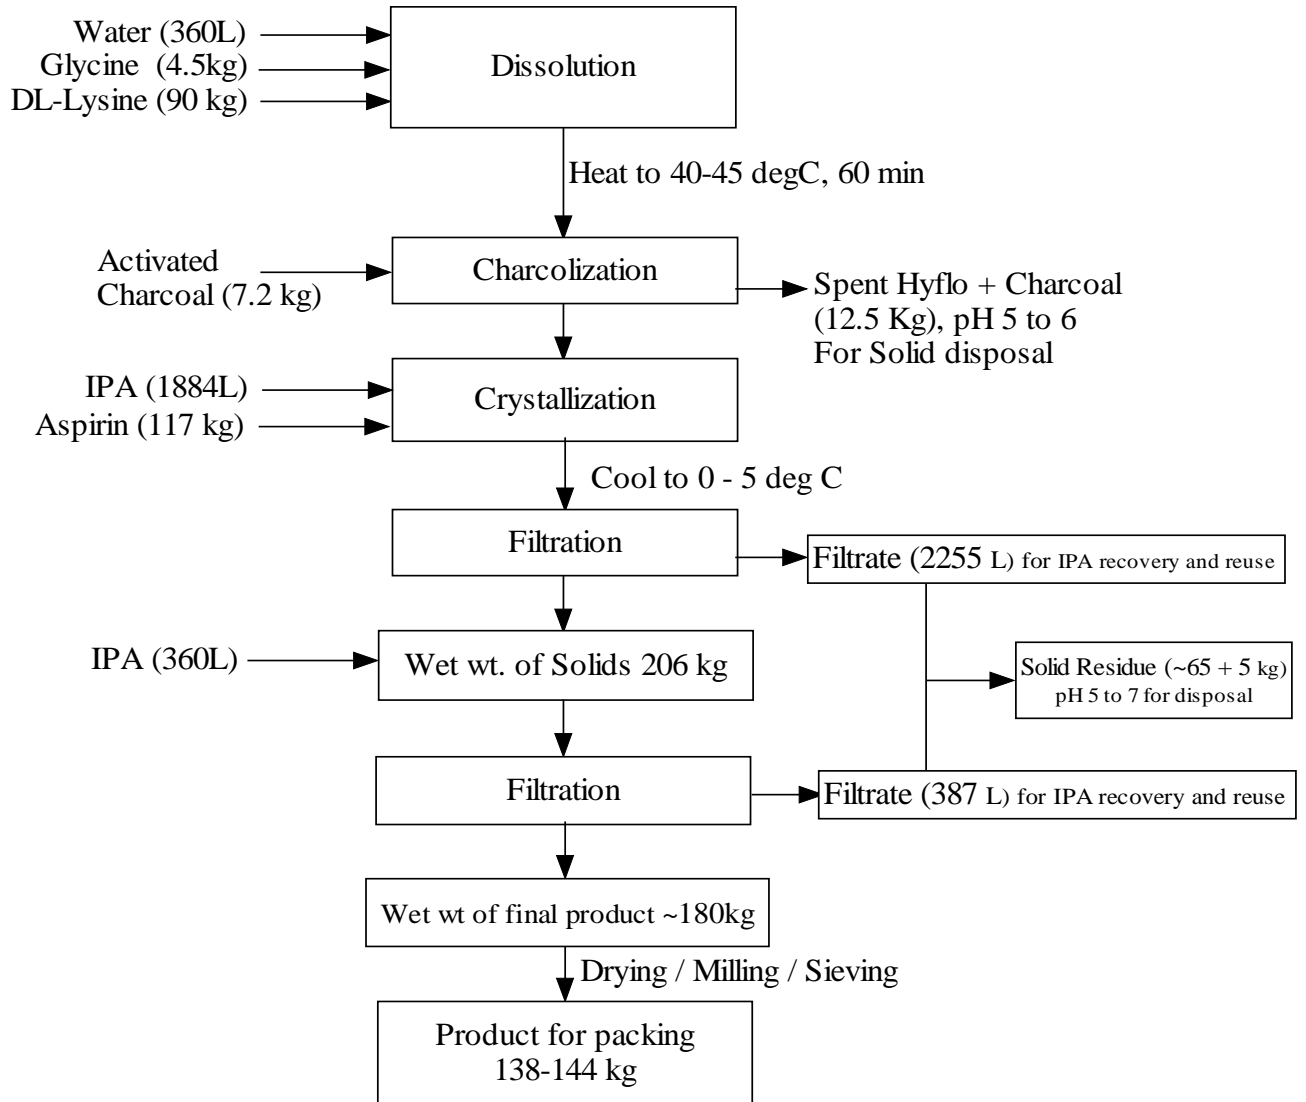 Water (360L)
Glycine (4.5kg)
DL-Lysine (90 kg)
Dissolution
Heat to 40-45 degC, 60 min
Activated
Charcoal (7.2 kg)
Charcolization
Spent Hyflo + Charcoal
(12.5 Kg), pH 5 to 6
For Solid disposal
IPA (1884L)
Aspirin (117 kg)
Crystallization
Cool to 0 - 5 deg C
Filtration
Filtrate (2255 L) for IPA recovery and reuse
IPA (360L)
Wet wt. of Solids 206 kg
Solid Residue (~65 + 5 kg)
pH 5 to 7 for disposal
Filtration
Filtrate (387 L) for IPA recovery and reuse
Wet wt of final product ~180kg
Drying / Milling / Sieving
Product for packing
138-144 kg